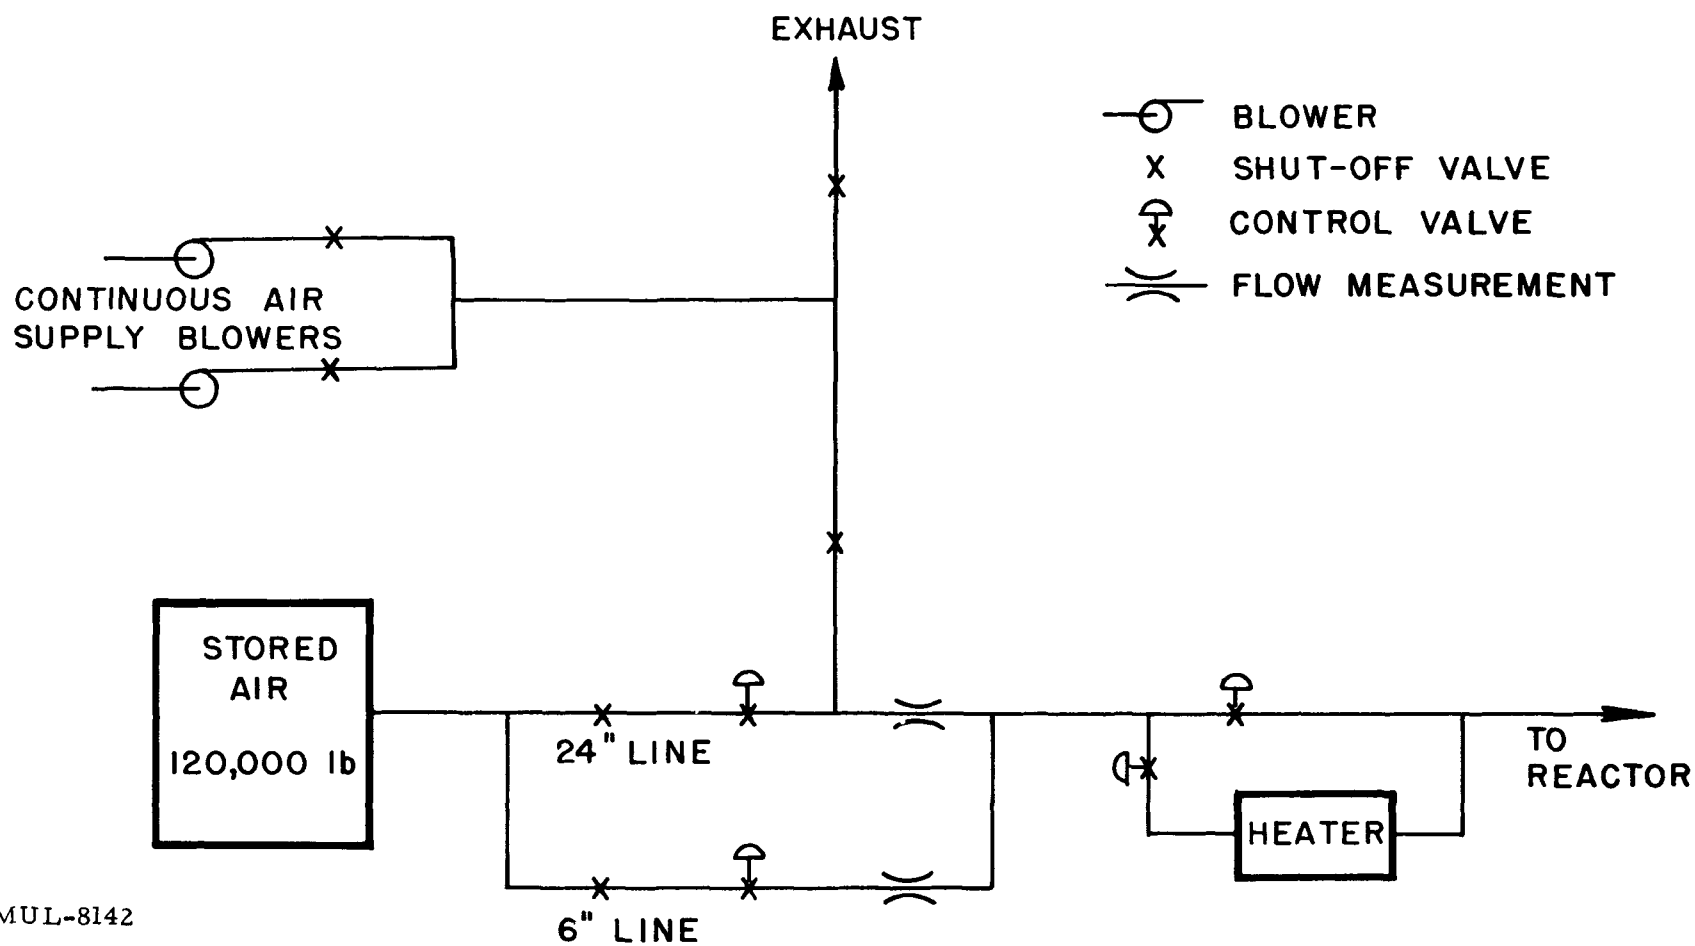 EXHAUST
BLOWER
SHUT-OFF VALVE
CONTROL VALVE
FLOW MEASUREMENT
CONTINUOUS AIR
SUPPLY BLOWERS
STORED
AIR
120,000 lb
24" LINE
6" LINE
TO
REACTOR
HEATER
MUL-8142